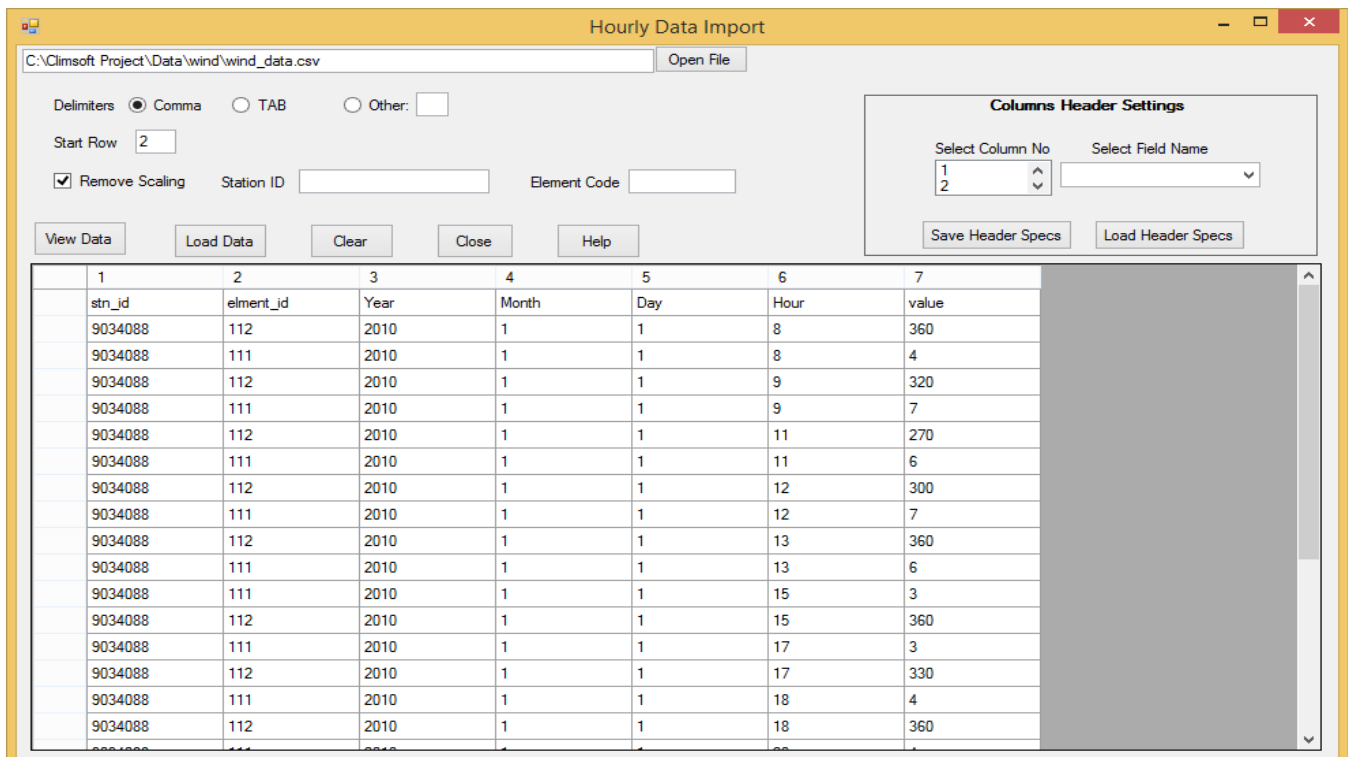 Hourly Data Import
C:\Climsoft Project\Data\wind\wind_data.csv Open File
Delimiters Comma TAB Other:
Columns Header Settings
Start Row 2
Select Column No Select Field Name
1
2
Remove Scaling Station ID Element Code
Save Header Specs Load Header Specs
View Data Load Data Clear Close Help
1 2 3 4 5 6 7
stn_id elment_id Year Month Day Hour value
9034088 112 2010 1 1 8 360
9034088 111 2010 1 1 8 4
9034088 112 2010 1 1 9 320
9034088 111 2010 1 1 9 7
9034088 112 2010 1 1 11 270
9034088 111 2010 1 1 11 6
9034088 112 2010 1 1 12 300
9034088 111 2010 1 1 12 7
9034088 112 2010 1 1 13 360
9034088 111 2010 1 1 13 6
9034088 111 2010 1 1 15 3
9034088 112 2010 1 1 15 360
9034088 111 2010 1 1 17 3
9034088 112 2010 1 1 17 330
9034088 111 2010 1 1 18 4
9034088 112 2010 1 1 18 360